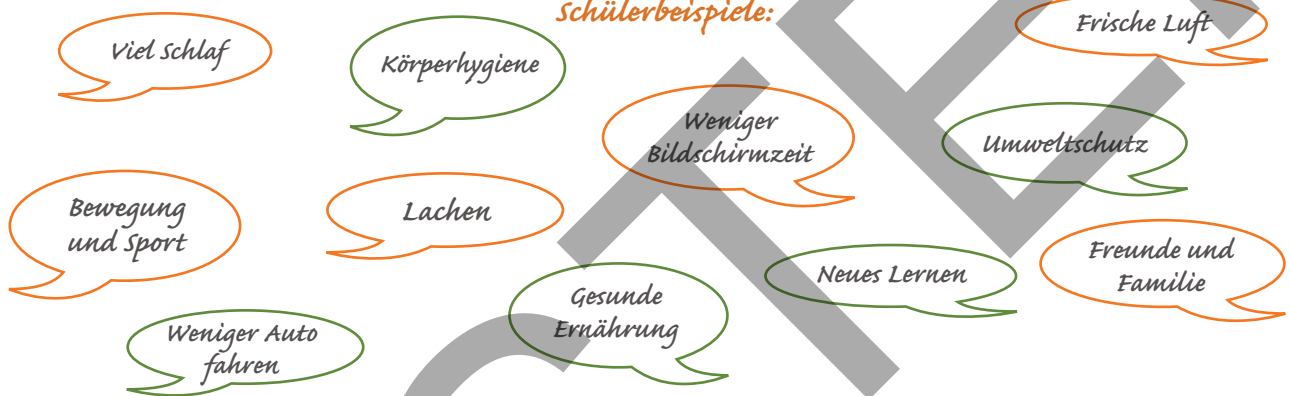 Schülerbeispiele:
Viel Schlaf
Körperhygiene
Frische Luft
Weniger
Bildschirmzeit
Umweltschutz
Bewegung
und Sport
Lachen
Freunde und
Familie
Neues Lernen
Gesunde
Ernährung
Weniger Auto
fahren